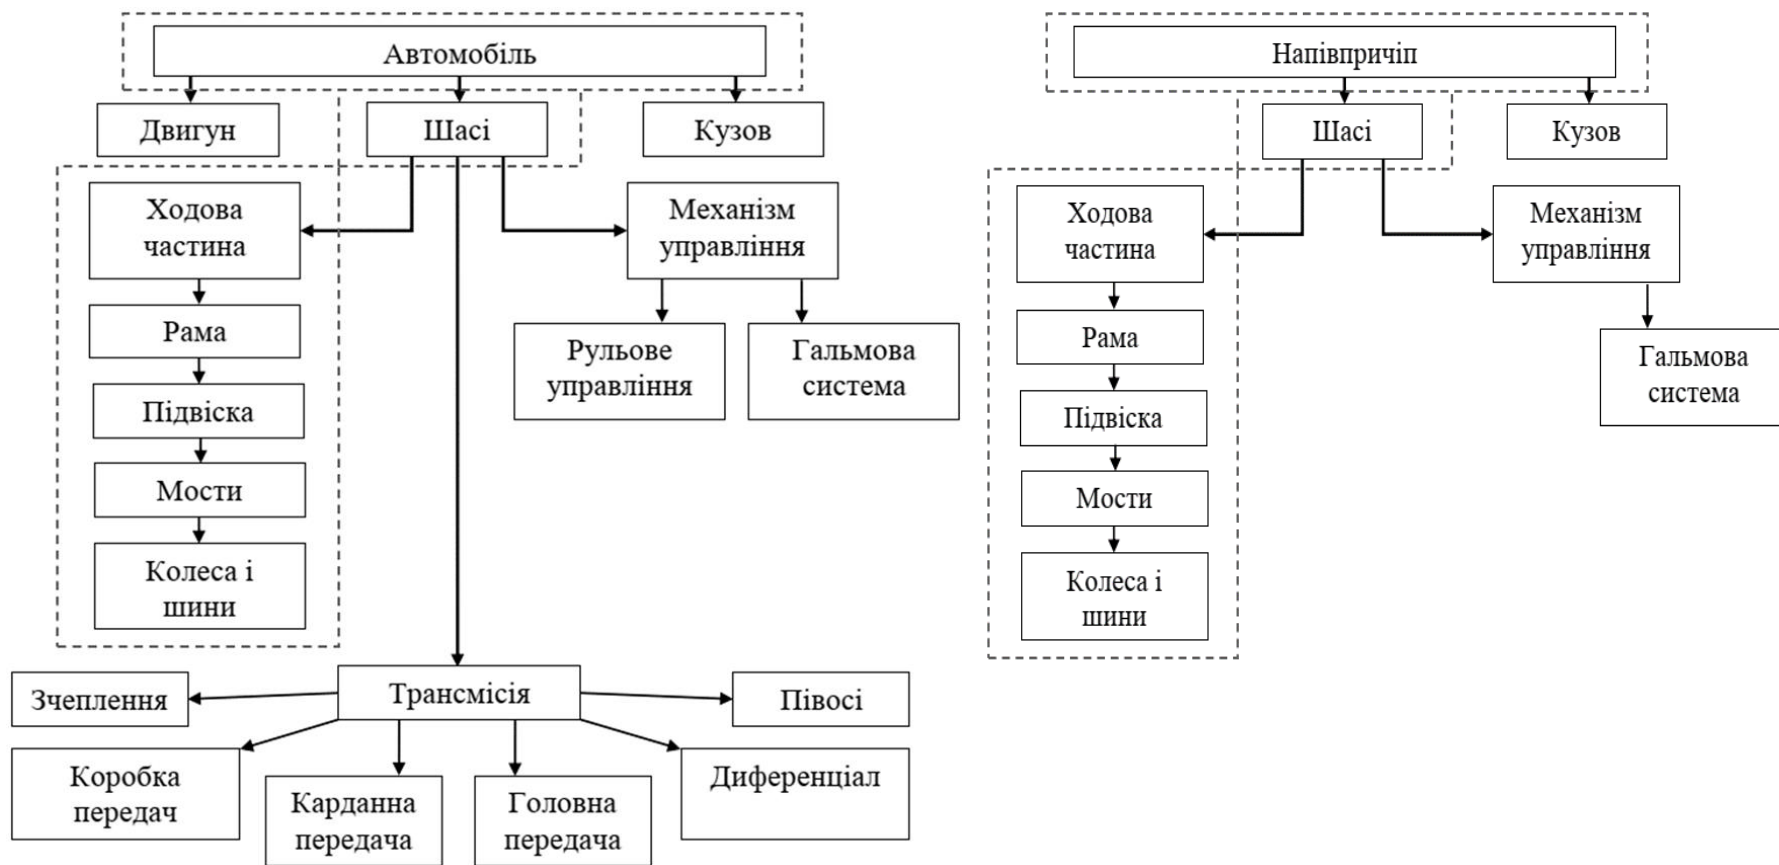 Автомобіль
Двигун
Шасі
Кузов
Ходова
частина
Механізм
управління
Рама
Рульове
управління
Гальмова
система
Підвіска
Мости
Колеса і
шини
Трансмісія
Зчеплення
Півосі
Коробка
передач
Карданна
передача
Головна
передача
Диференціал
Напівпричіп
Шасі
Кузов
Ходова
частина
Механізм
управління
Рама
Гальмова
система
Підвіска
Мости
Колеса і
шини